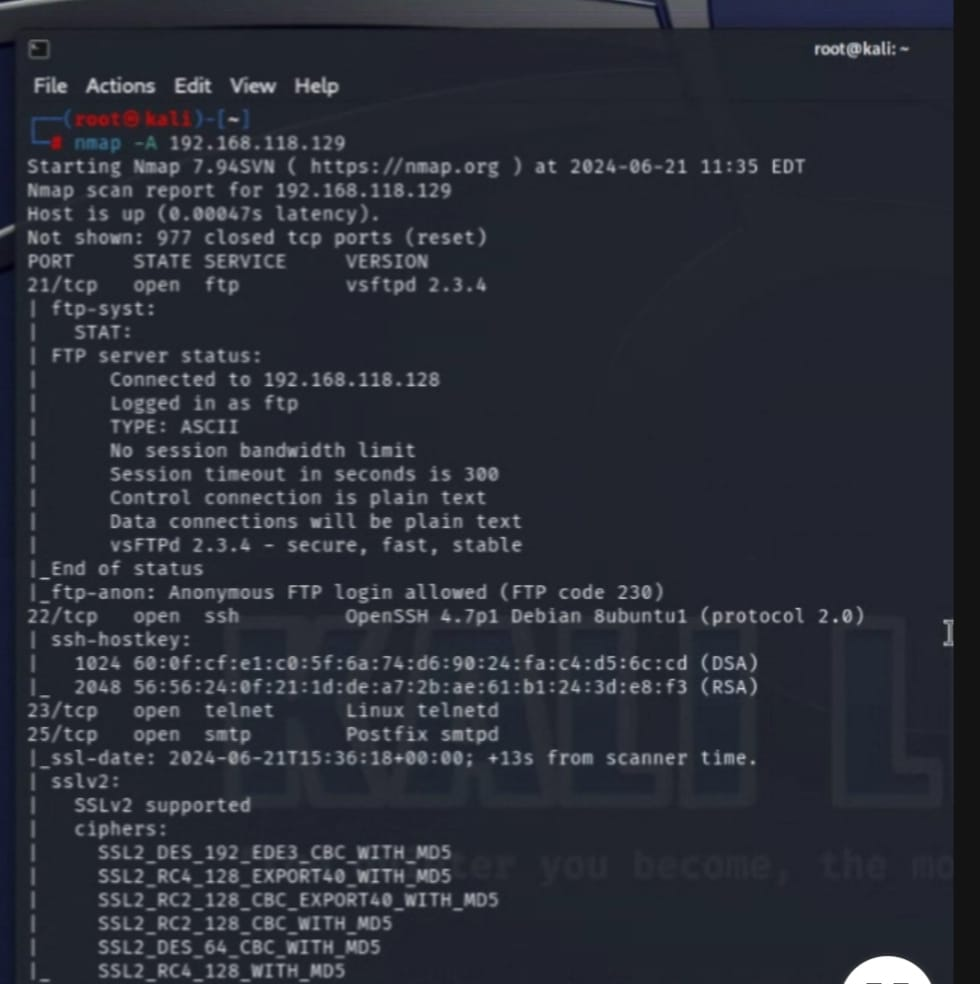 root@kali: ~
File Actions Edit View Help
┌──(root㉿kali)-[~]
└─# nmap -A 192.168.118.129
Starting Nmap 7.94SVN ( https://nmap.org ) at 2024-06-21 11:35 EDT
Nmap scan report for 192.168.118.129
Host is up (0.00047s latency).
Not shown: 977 closed tcp ports (reset)
PORT     STATE SERVICE     VERSION
21/tcp   open  ftp         vsftpd 2.3.4
| ftp-syst:
|   STAT:
| FTP server status:
|      Connected to 192.168.118.128
|      Logged in as ftp
|      TYPE: ASCII
|      No session bandwidth limit
|      Session timeout in seconds is 300
|      Control connection is plain text
|      Data connections will be plain text
|      vsFTPd 2.3.4 - secure, fast, stable
|_End of status
|_ftp-anon: Anonymous FTP login allowed (FTP code 230)
22/tcp   open  ssh         OpenSSH 4.7p1 Debian 8ubuntu1 (protocol 2.0)
| ssh-hostkey:
|   1024 60:0f:cf:e1:c0:5f:6a:74:d6:90:24:fa:c4:d5:6c:cd (DSA)
|_  2048 56:56:24:0f:21:1d:de:a7:2b:ae:61:b1:24:3d:e8:f3 (RSA)
23/tcp   open  telnet      Linux telnetd
25/tcp   open  smtp        Postfix smtpd
|_ssl-date: 2024-06-21T15:36:18+00:00; +13s from scanner time.
| sslv2:
|   SSLv2 supported
|   ciphers:
|     SSL2_DES_192_EDE3_CBC_WITH_MD5
|     SSL2_RC4_128_EXPORT40_WITH_MD5
|     SSL2_RC2_128_CBC_EXPORT40_WITH_MD5
|     SSL2_RC2_128_CBC_WITH_MD5
|     SSL2_DES_64_CBC_WITH_MD5
|_    SSL2_RC4_128_WITH_MD5
KALI L
you become, the